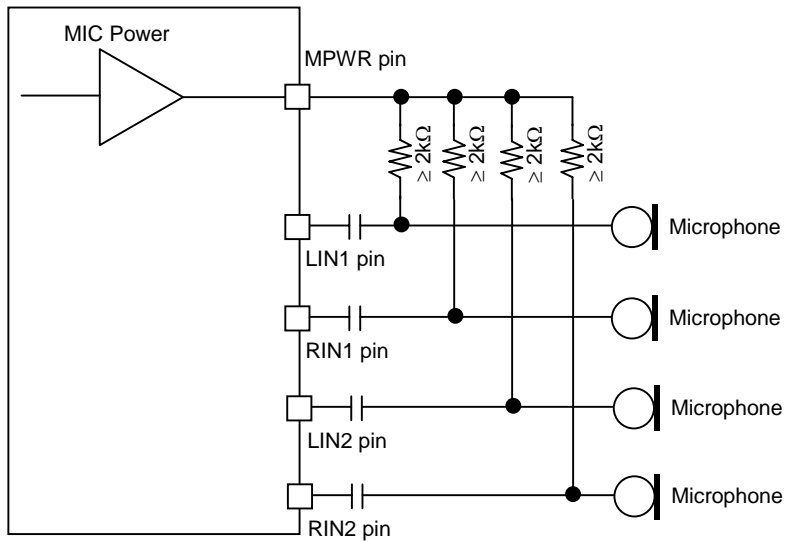 MIC Power
MPWR pin
≥ 2kΩ
≥ 2kΩ
≥ 2kΩ
≥ 2kΩ
LIN1 pin
Microphone
RIN1 pin
Microphone
LIN2 pin
Microphone
RIN2 pin
Microphone